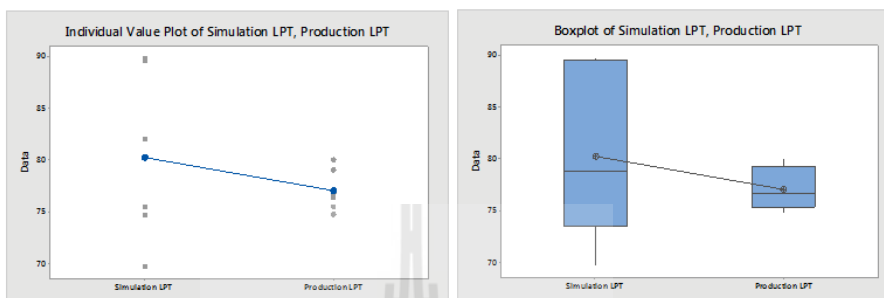 Individual Value Plot of Simulation LPT, Production LPT
90
85
80
75
70
Data
Simulation LPT
Production LPT
Boxplot of Simulation LPT, Production LPT
90
85
80
75
70
Data
Simulation LPT
Production LPT